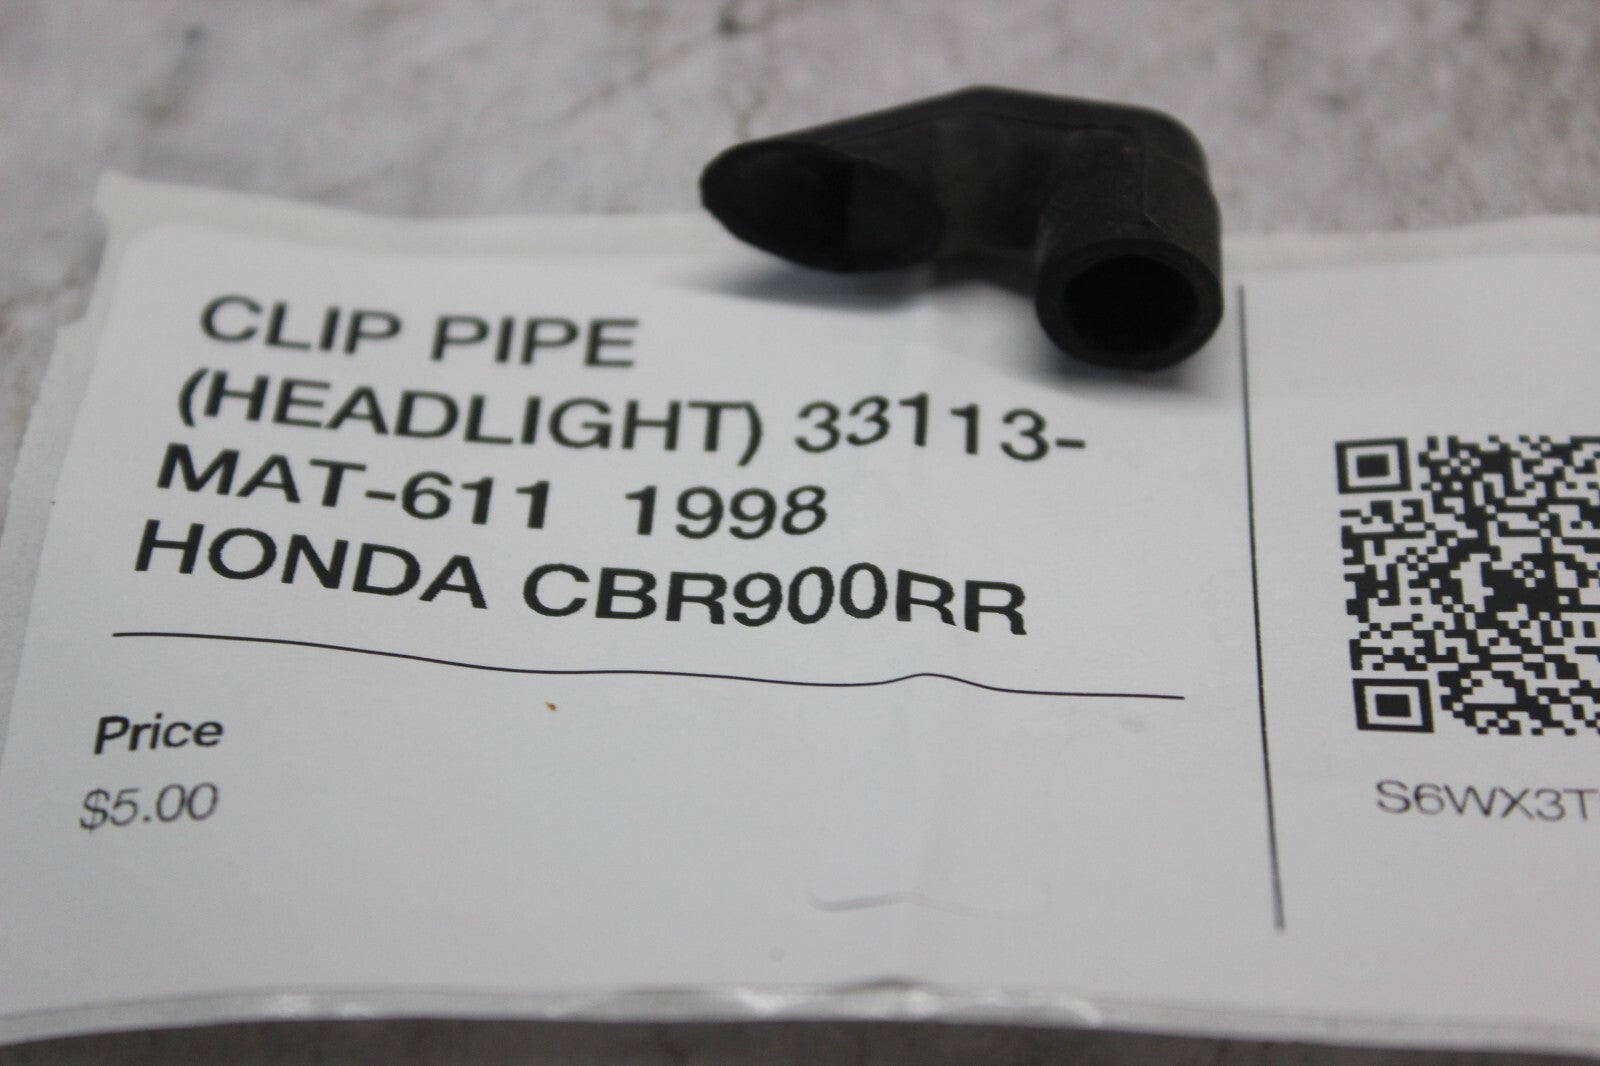 CLIP PIPE
(HEADLIGHT) 33113-
MAT-611 1998
HONDA CBR900RR
Price
$5.00
S6WX3T